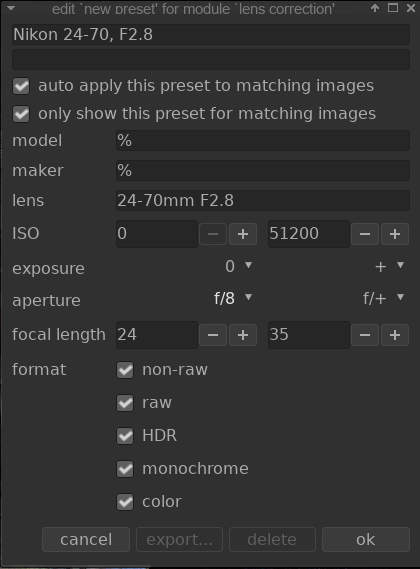 edit `new preset' for module `lens correction'
Nikon 24-70, F2.8
auto apply this preset to matching images
only show this preset for matching images
model %
maker %
lens 24-70mm F2.8
ISO 0 − + 51200 − +
exposure 0 +
aperture f/8 f/+
focal length 24 − + 35 − +
format non-raw
raw
HDR
monochrome
color
cancel export... delete ok